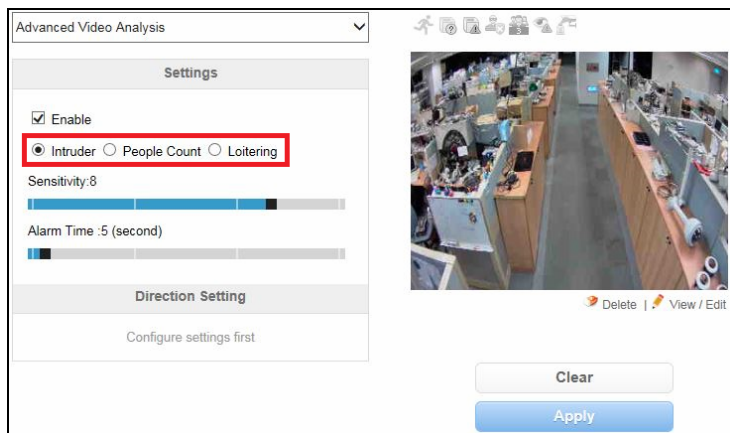 Advanced Video Analysis
Settings
Enable
Intruder People Count Loitering
Sensitivity:8
Alarm Time :5 (second)
Direction Setting
Configure settings first
Delete | View / Edit
Clear
Apply